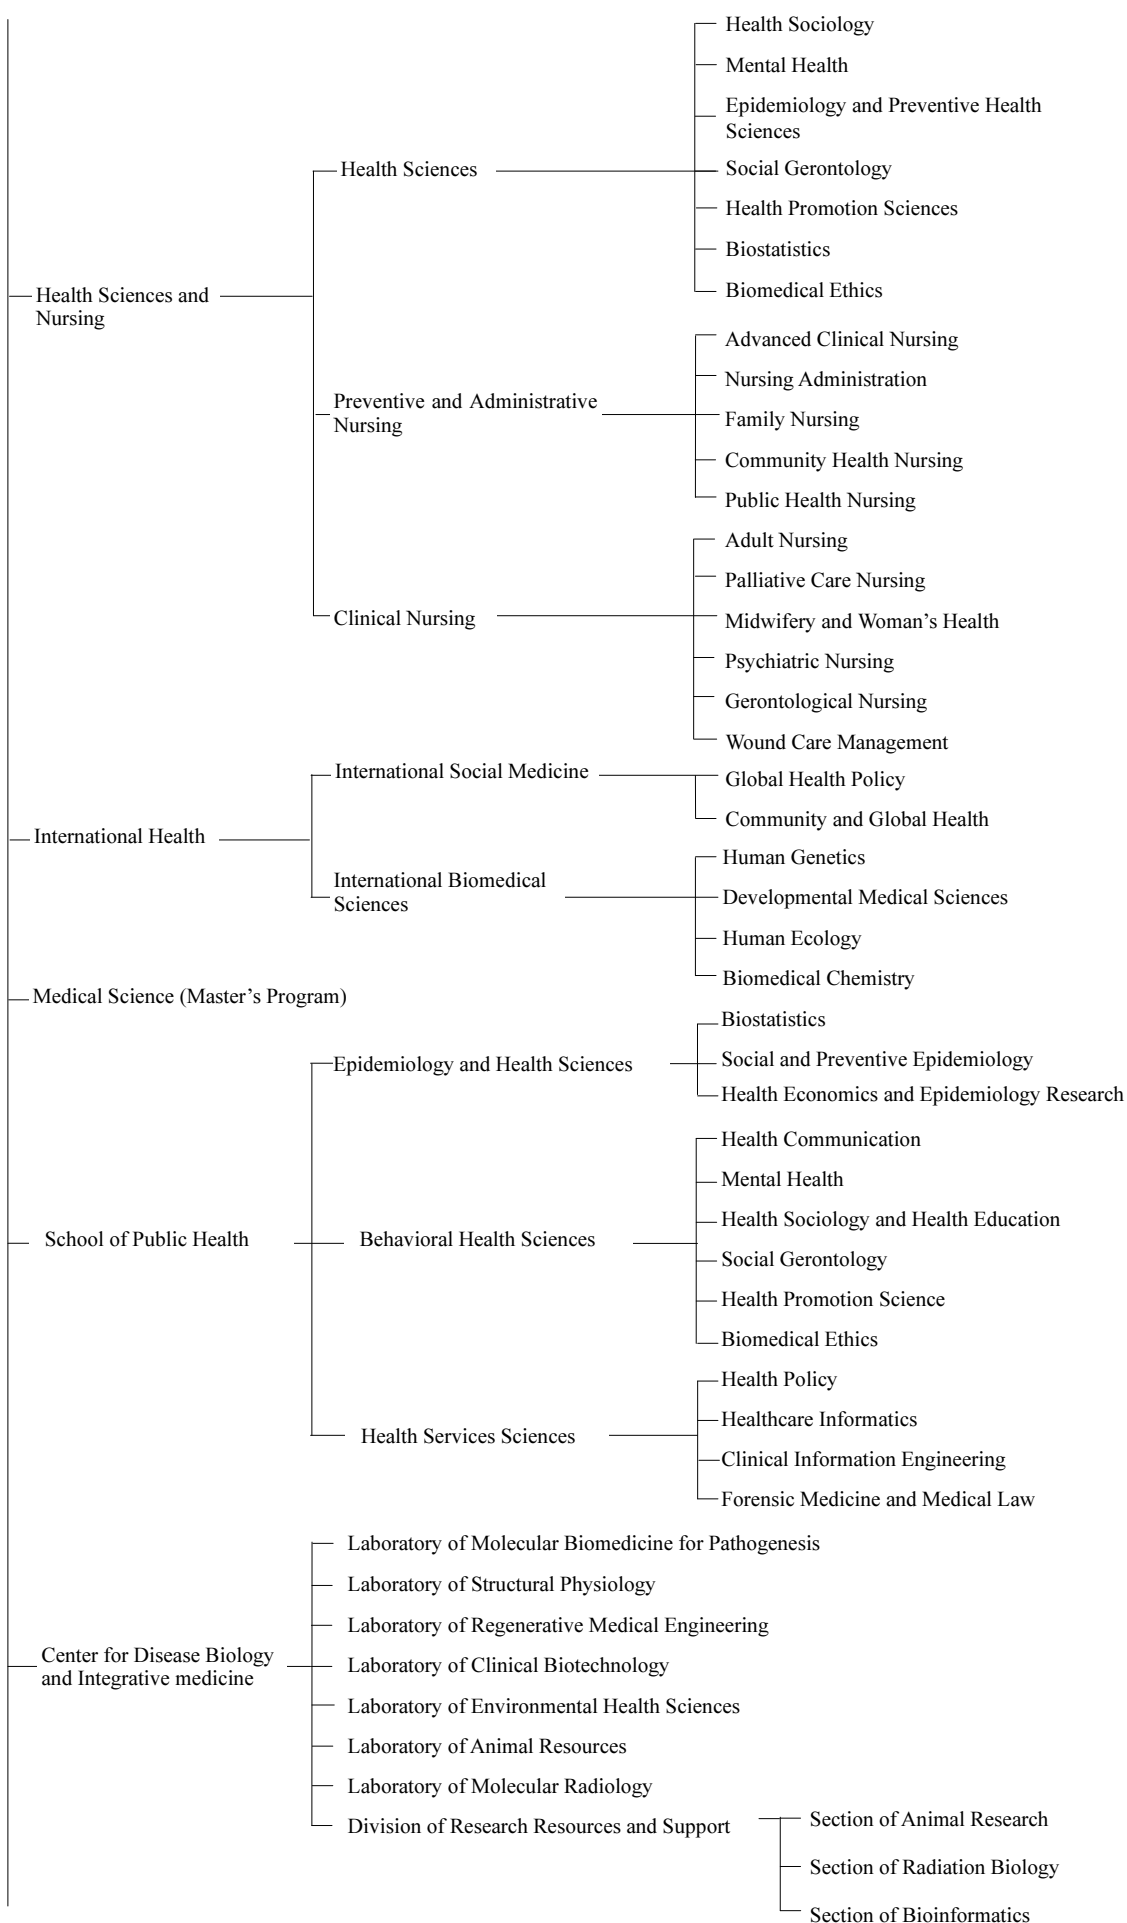 Health Sociology
Mental Health
Epidemiology and Preventive Health
Sciences
Health Sciences
Social Gerontology
Health Promotion Sciences
Biostatistics
Biomedical Ethics
Health Sciences and
Nursing
Advanced Clinical Nursing
Nursing Administration
Preventive and Administrative
Nursing
Family Nursing
Community Health Nursing
Public Health Nursing
Adult Nursing
Palliative Care Nursing
Clinical Nursing
Midwifery and Woman’s Health
Psychiatric Nursing
Gerontological Nursing
Wound Care Management
International Social Medicine
Global Health Policy
Community and Global Health
International Health
Human Genetics
International Biomedical
Sciences
Developmental Medical Sciences
Human Ecology
Biomedical Chemistry
Medical Science (Master’s Program)
Biostatistics
Epidemiology and Health Sciences
Social and Preventive Epidemiology
Health Economics and Epidemiology Research
Health Communication
Mental Health
Health Sociology and Health Education
School of Public Health
Behavioral Health Sciences
Social Gerontology
Health Promotion Science
Biomedical Ethics
Health Policy
Healthcare Informatics
Health Services Sciences
Clinical Information Engineering
Forensic Medicine and Medical Law
Laboratory of Molecular Biomedicine for Pathogenesis
Laboratory of Structural Physiology
Laboratory of Regenerative Medical Engineering
Center for Disease Biology
and Integrative medicine
Laboratory of Clinical Biotechnology
Laboratory of Environmental Health Sciences
Laboratory of Animal Resources
Laboratory of Molecular Radiology
Division of Research Resources and Support
Section of Animal Research
Section of Radiation Biology
Section of Bioinformatics